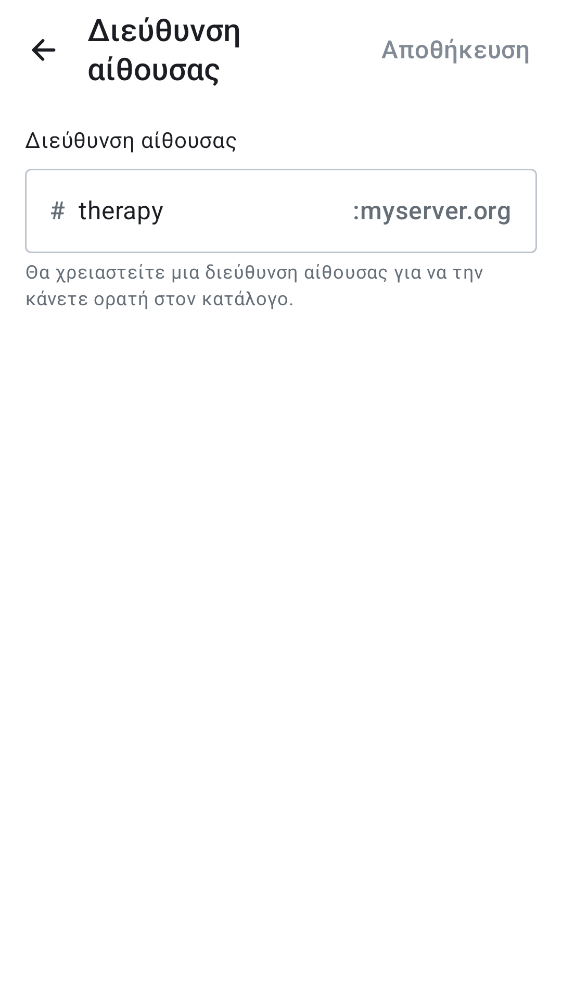 Διεύθυνση
αίθουσας
Αποθήκευση
Διεύθυνση αίθουσας
# therapy :myserver.org
Θα χρειαστείτε μια διεύθυνση αίθουσας για να την
κάνετε ορατή στον κατάλογο.